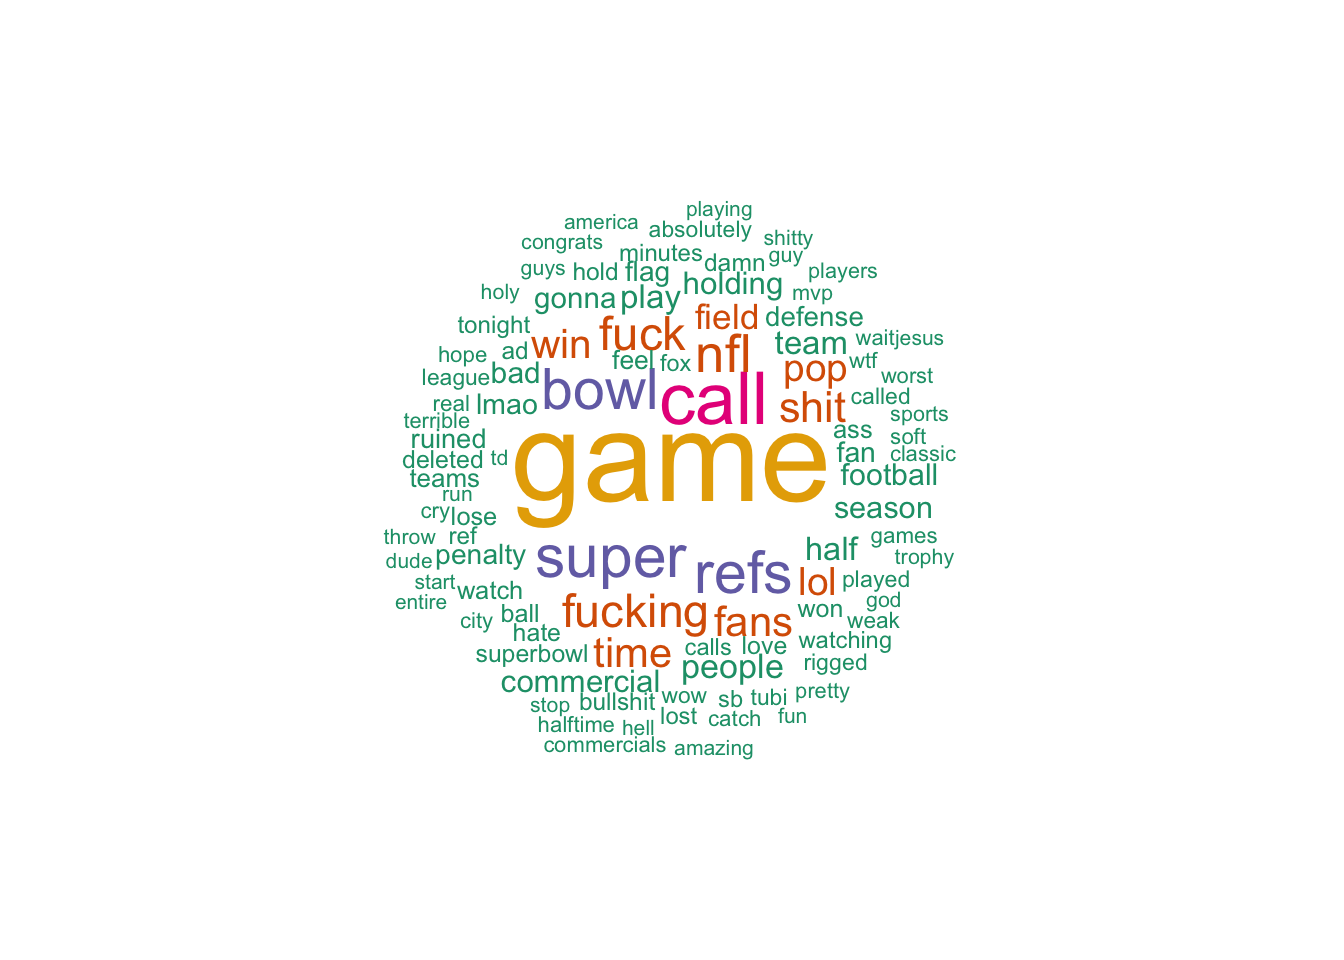 playing
america
absolutely
congrats
shitty
minutes
damn
guy
guys
hold
flag
players
holy
gonna
play
holding
mvp
tonight
win
fuck
field
defense
hope
ad
feel
fox
nfl
team
waitjesus
league
bad
bowl
call
pop
wtf
worst
real
lmao
shit
called
terrible
sports
ruined
game
ass
soft
deleted
td
fan
classic
teams
football
run
cry
lose
season
throw
ref
super
refs
half
games
dude
penalty
trophy
start
watch
lol
played
entire
fucking
fans
god
city
ball
won
weak
hate
superbowl
time
calls
love
watching
people
rigged
commercial
stop
bullshit
wow
sb
tubi
pretty
halftime
hell
lost
catch
fun
commercials
amazing